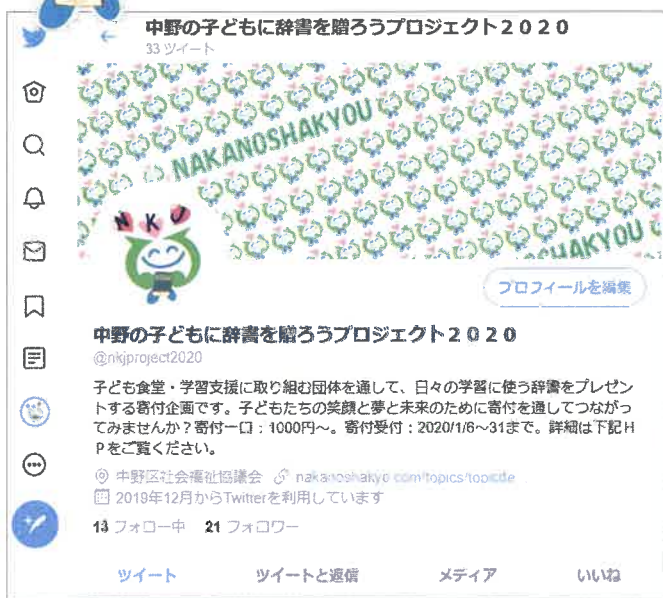 中野の子どもに辞書を贈ろうプロジェクト２０２０
33 ツイート
NAKANOSHAKYOU
SHAKYOU
NKJ
プロフィールを編集
中野の子どもに辞書を贈ろうプロジェクト２０２０
@nkjproject2020
子ども食堂・学習支援に取り組む団体を通して、日々の学習に使う辞書をプレゼン
トする寄付企画です。子どもたちの笑顔と夢と未来のために寄付を通してつながっ
てみませんか？寄付一口：1000円～。寄付受付：2020/1/6～31まで。詳細は下記Ｈ
Ｐをご覧ください。
中野区社会福祉協議会 nakanoshakyo.com/topics/topicde
2019年12月からTwitterを利用しています
13 フォロー中 21 フォロワー
ツイート ツイートと返信 メディア いいね